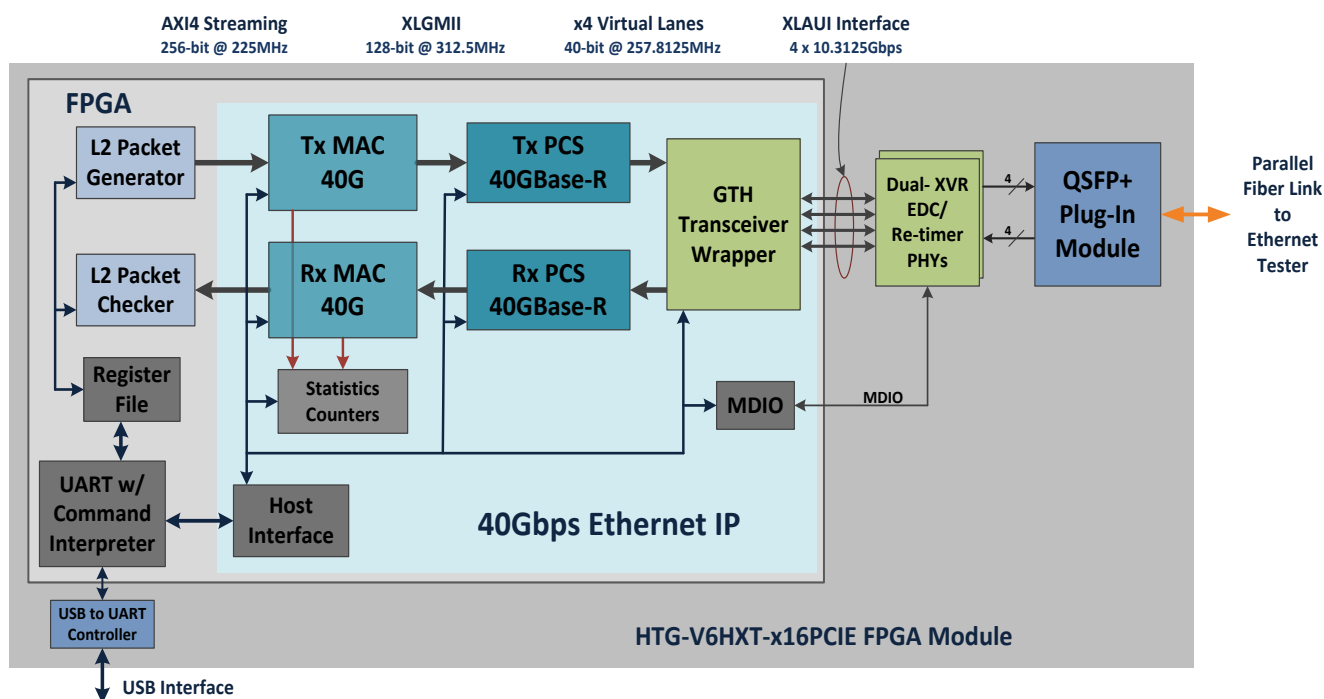 AXI4 Streaming
256-bit @ 225MHz
XLGMII
128-bit @ 312.5MHz
x4 Virtual Lanes
40-bit @ 257.8125MHz
XLAUI Interface
4 x 10.3125Gbps
FPGA
L2 Packet
Generator
Tx MAC
40G
Tx PCS
40GBase-R
GTH
Transceiver
Wrapper
Dual- XVR
EDC/
Re-timer
PHYs
4
4
QSFP+
Plug-In
Module
Parallel
Fiber Link
to
Ethernet
Tester
L2 Packet
Checker
Rx MAC
40G
Rx PCS
40GBase-R
Register
File
Statistics
Counters
MDIO
MDIO
UART w/
Command
Interpreter
Host
Interface
40Gbps Ethernet IP
USB to UART
Controller
HTG-V6HXT-x16PCIE FPGA Module
USB Interface